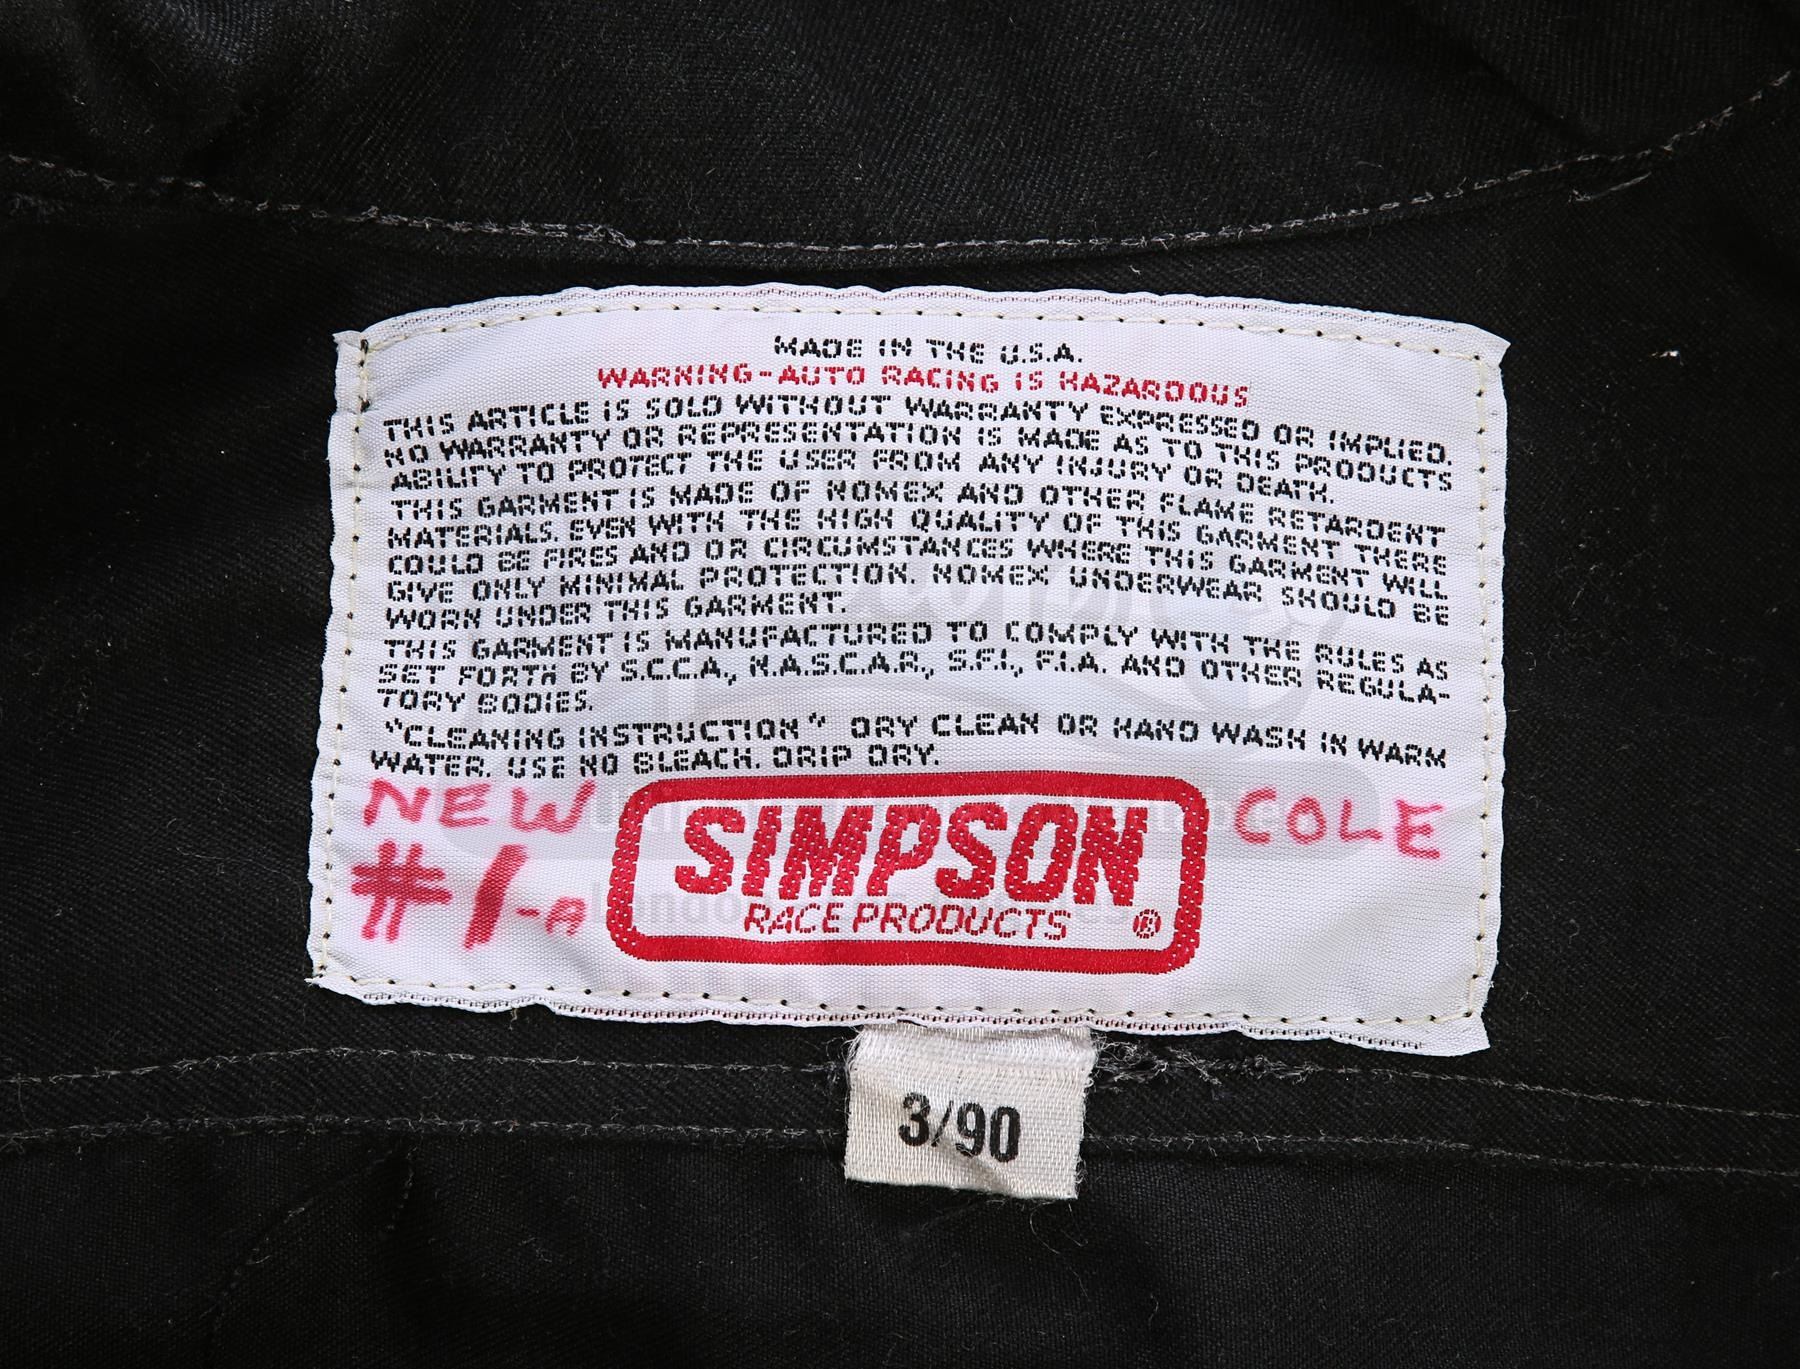 MADE IN THE U.S.A.
WARNING-AUTO RACING IS HAZARDOUS
THIS ARTICLE IS SOLD WITHOUT WARRANTY EXPRESSED OR IMPLIED.
NO WARRANTY OR REPRESENTATION IS MADE AS TO THIS PRODUCTS
ABILITY TO PROTECT THE USER FROM ANY INJURY OR DEATH.
THIS GARMENT IS MADE OF NOMEX AND OTHER FLAME RETARDENT
MATERIALS. EVEN WITH THE HIGH QUALITY OF THIS GARMENT THERE
COULD BE FIRES AND OR CIRCUMSTANCES WHERE THIS GARMENT WILL
GIVE ONLY MINIMAL PROTECTION. NOMEX UNDERWEAR SHOULD BE
WORN UNDER THIS GARMENT.
THIS GARMENT IS MANUFACTURED TO COMPLY WITH THE RULES AS
SET FORTH BY S.C.C.A., N.A.S.C.A.R., S.F.I., F.I.A. AND OTHER REGULA-
TORY BODIES.
"CLEANING INSTRUCTION" DRY CLEAN OR HAND WASH IN WARM
WATER. USE NO BLEACH. DRIP DRY.
NEW
#1-A
SIMPSON
RACE PRODUCTS ®
COLE
3/90